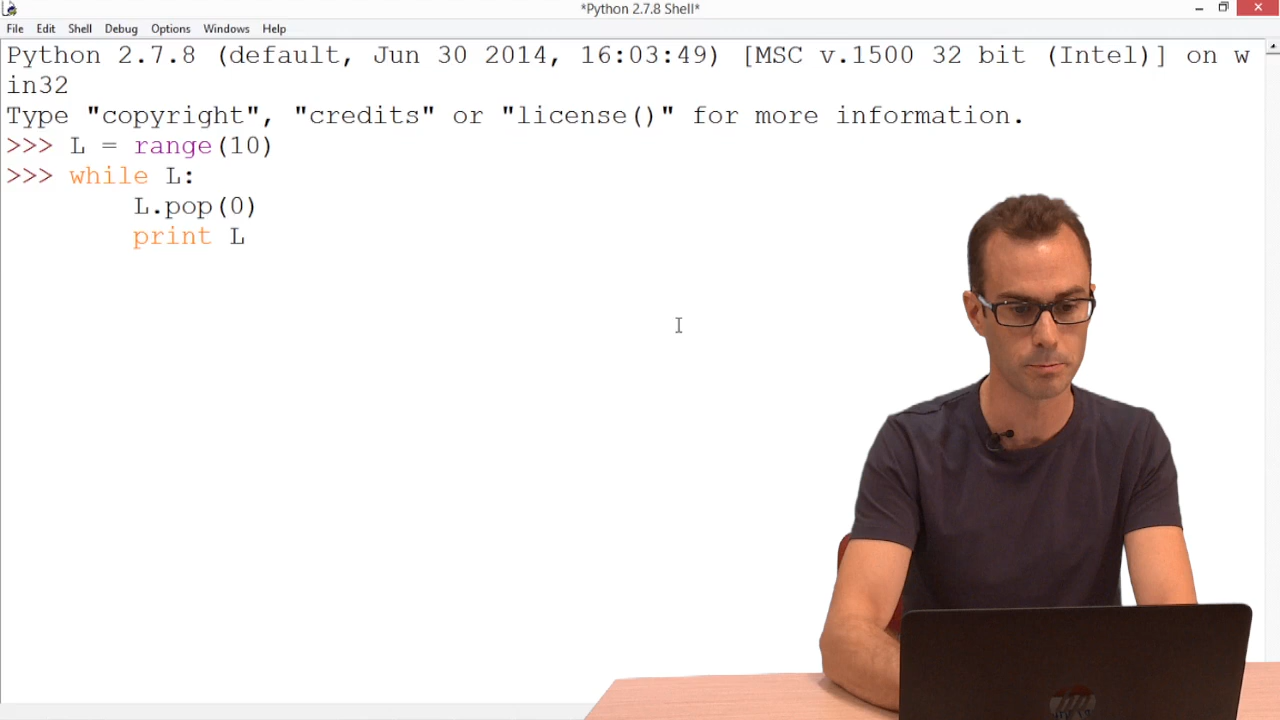 *Python 2.7.8 Shell*
File Edit Shell Debug Options Windows Help
Python 2.7.8 (default, Jun 30 2014, 16:03:49) [MSC v.1500 32 bit (Intel)] on w
in32
Type "copyright", "credits" or "license()" for more information.
>>> L = range(10)
>>> while L:
        L.pop(0)
        print L